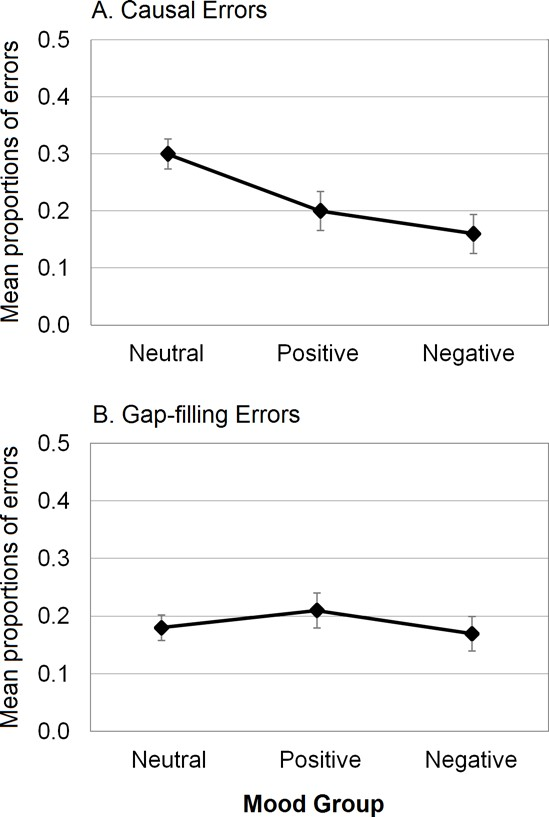 A. Causal Errors
Mean proportions of errors
0.5
0.4
0.3
0.2
0.1
0.0
Neutral Positive Negative
B. Gap-filling Errors
Mean proportions of errors
0.5
0.4
0.3
0.2
0.1
0.0
Neutral Positive Negative
Mood Group